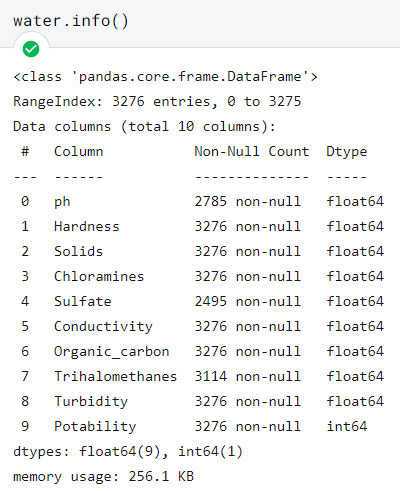 water.info()
<class 'pandas.core.frame.DataFrame'>
RangeIndex: 3276 entries, 0 to 3275
Data columns (total 10 columns):
 #   Column           Non-Null Count  Dtype
---  ------           --------------  -----
 0   ph               2785 non-null   float64
 1   Hardness         3276 non-null   float64
 2   Solids           3276 non-null   float64
 3   Chloramines      3276 non-null   float64
 4   Sulfate          2495 non-null   float64
 5   Conductivity     3276 non-null   float64
 6   Organic_carbon   3276 non-null   float64
 7   Trihalomethanes  3114 non-null   float64
 8   Turbidity        3276 non-null   float64
 9   Potability       3276 non-null   int64
dtypes: float64(9), int64(1)
memory usage: 256.1 KB